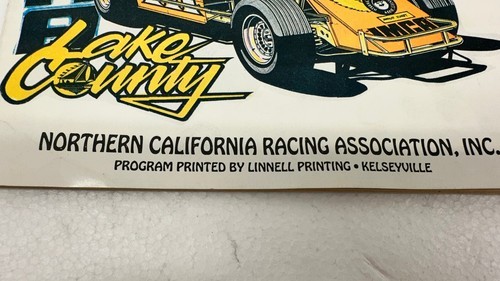 Lake
County
NORTHERN CALIFORNIA RACING ASSOCIATION, INC.
PROGRAM PRINTED BY LINNELL PRINTING • KELSEYVILLE